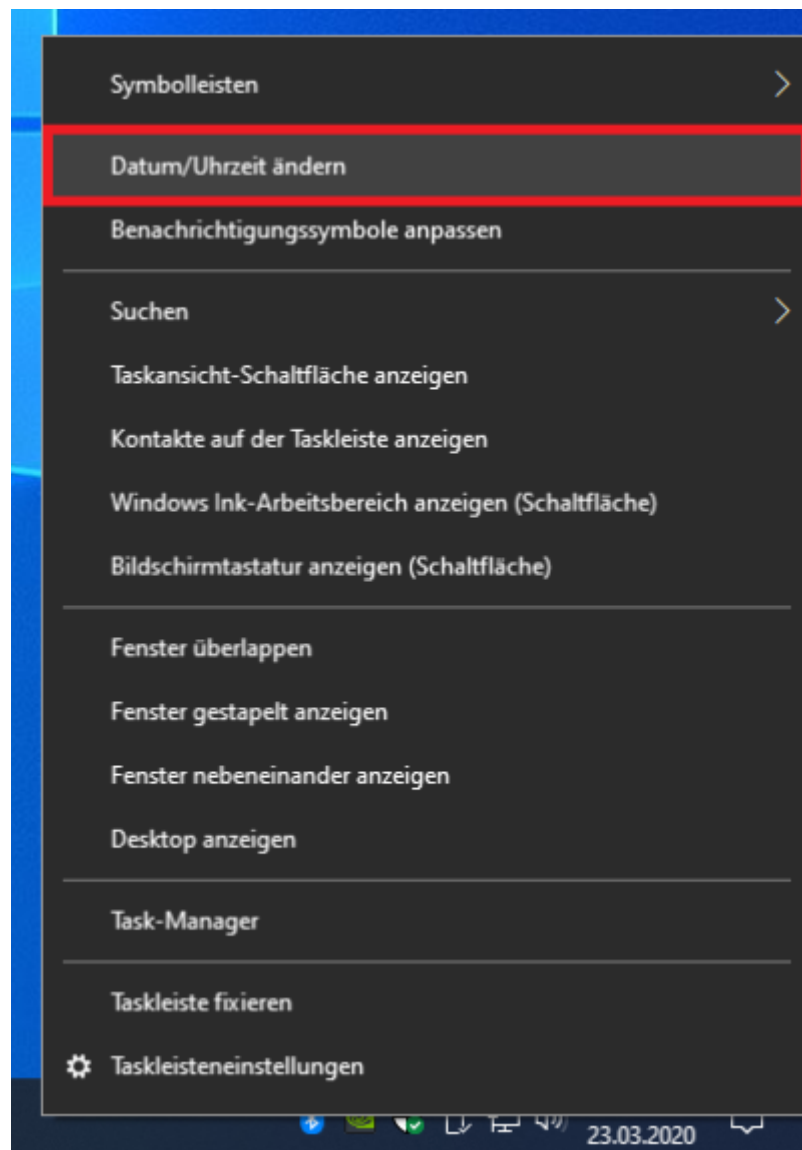 Symbolleisten
Datum/Uhrzeit ändern
Benachrichtigungssymbole anpassen
Suchen
Taskansicht-Schaltfläche anzeigen
Kontakte auf der Taskleiste anzeigen
Windows Ink-Arbeitsbereich anzeigen (Schaltfläche)
Bildschirmtastatur anzeigen (Schaltfläche)
Fenster überlappen
Fenster gestapelt anzeigen
Fenster nebeneinander anzeigen
Desktop anzeigen
Task-Manager
Taskleiste fixieren
Taskleisteneinstellungen
23.03.2020